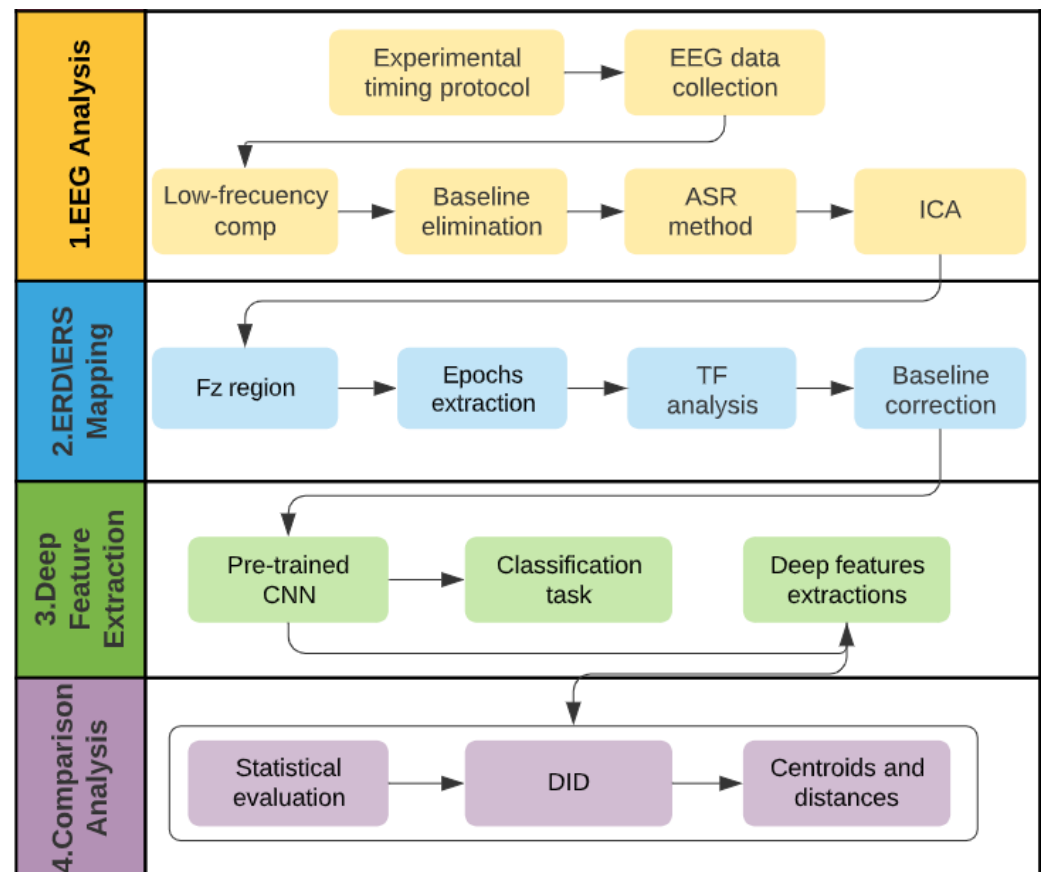 1.EEG Analysis
Experimental
timing protocol
EEG data
collection
Low-frecuency
comp
Baseline
elimination
ASR
method
ICA
2.ERD\ERS
Mapping
Fz region
Epochs
extraction
TF
analysis
Baseline
correction
3.Deep
Feature
Extraction
Pre-trained
CNN
Classification
task
Deep features
extractions
4.Comparison
Analysis
Statistical
evaluation
DID
Centroids and
distances